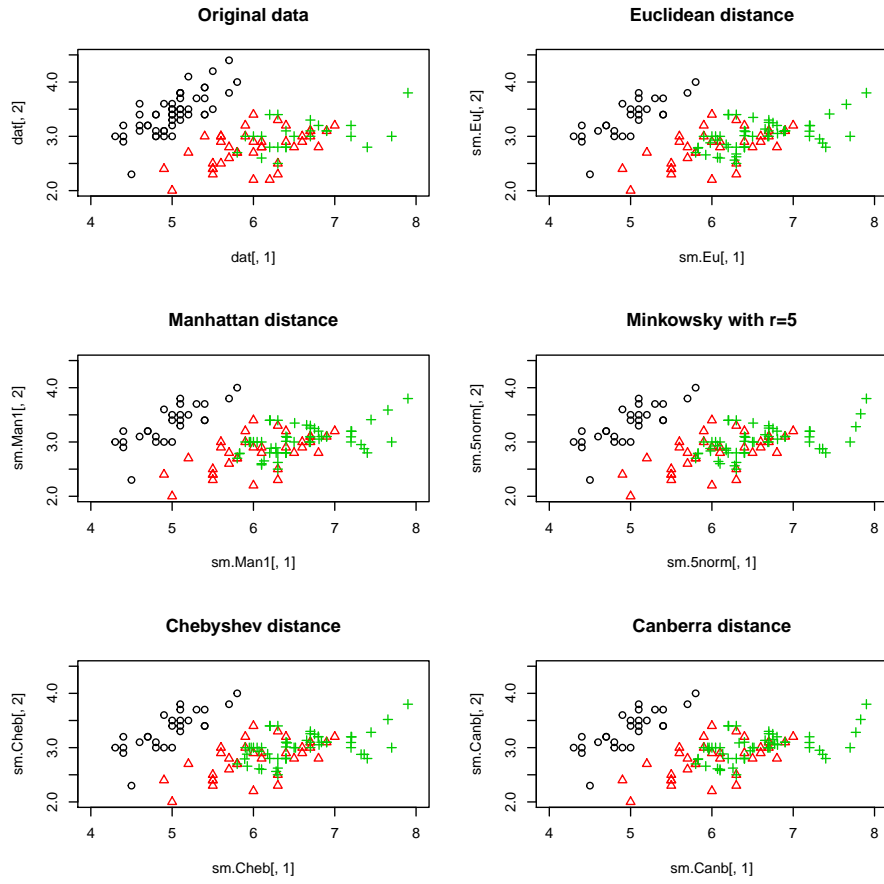 Original data
dat[, 2]
2.0 3.0 4.0
4 5 6 7 8
dat[, 1]
Euclidean distance
sm.Eu[, 2]
2.0 3.0 4.0
4 5 6 7 8
sm.Eu[, 1]
Manhattan distance
sm.Man1[, 2]
2.0 3.0 4.0
4 5 6 7 8
sm.Man1[, 1]
Minkowsky with r=5
sm.5norm[, 2]
2.0 3.0 4.0
4 5 6 7 8
sm.5norm[, 1]
Chebyshev distance
sm.Cheb[, 2]
2.0 3.0 4.0
4 5 6 7 8
sm.Cheb[, 1]
Canberra distance
sm.Canb[, 2]
2.0 3.0 4.0
4 5 6 7 8
sm.Canb[, 1]